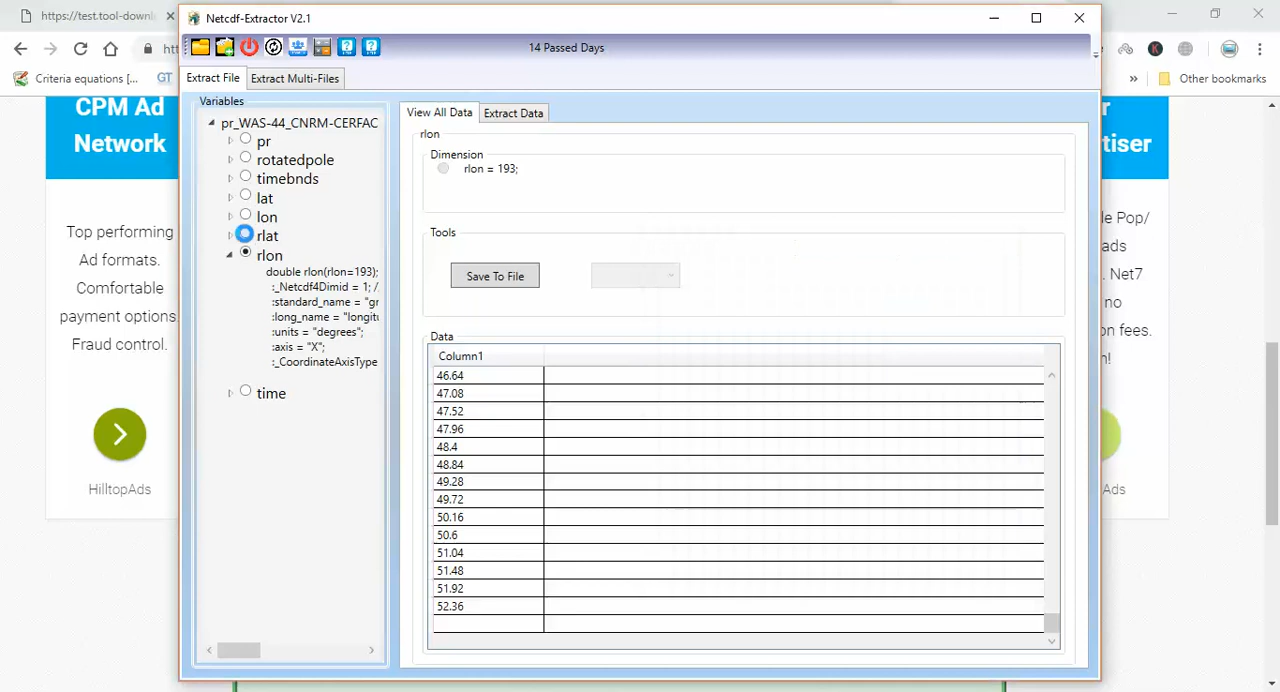 https://test.tool-downl
Netcdf-Extractor V2.1
14 Passed Days
Criteria equations [...
GT
K
Other bookmarks
Extract File
Extract Multi-Files
CPM Ad
Network
Top performing
Ad formats.
Comfortable
payment options.
Fraud control.
HilltopAds
Variables
pr_WAS-44_CNRM-CERFAC
pr
rotatedpole
timebnds
lat
lon
rlat
rlon
double rlon(rlon=193);
:_Netcdf4Dimid = 1; /
:standard_name = "gr
:long_name = "longitu
:units = "degrees";
:axis = "X";
:_CoordinateAxisType
time
View All Data
Extract Data
rlon
Dimension
rlon = 193;
Tools
Save To File
Data
Column1
46.64
47.08
47.52
47.96
48.4
48.84
49.28
49.72
50.16
50.6
51.04
51.48
51.92
52.36
r
tiser
le Pop/
ads
. Net7
no
on fees.
Ads